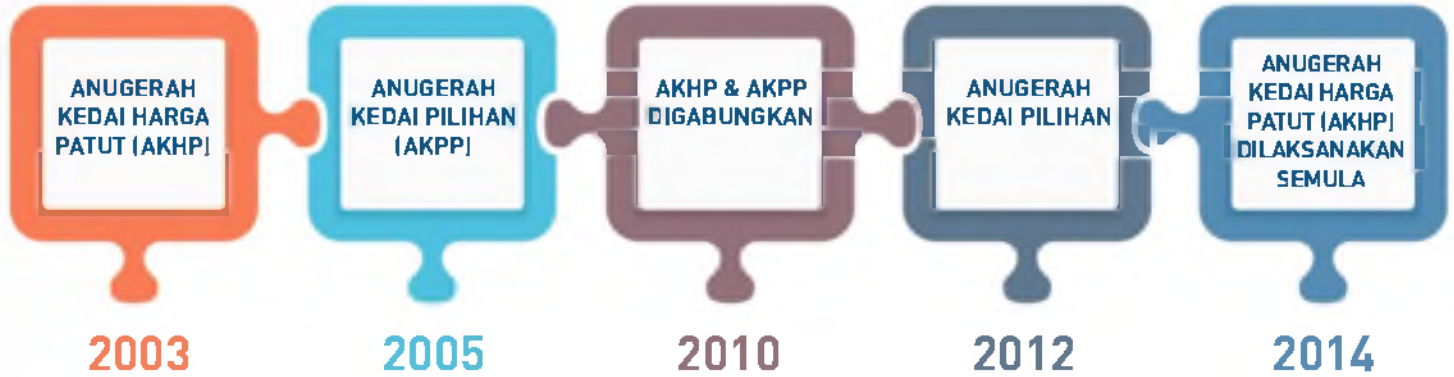 ANUGERAH
KEDAI HARGA
PATUT (AKHP)
ANUGERAH
KEDAI PILIHAN
(AKPP)
AKHP & AKPP
DIGABUNGKAN
ANUGERAH
KEDAI PILIHAN
ANUGERAH
KEDAI HARGA
PATUT (AKHP)
DILAKSANAKAN
SEMULA
2003
2005
2010
2012
2014